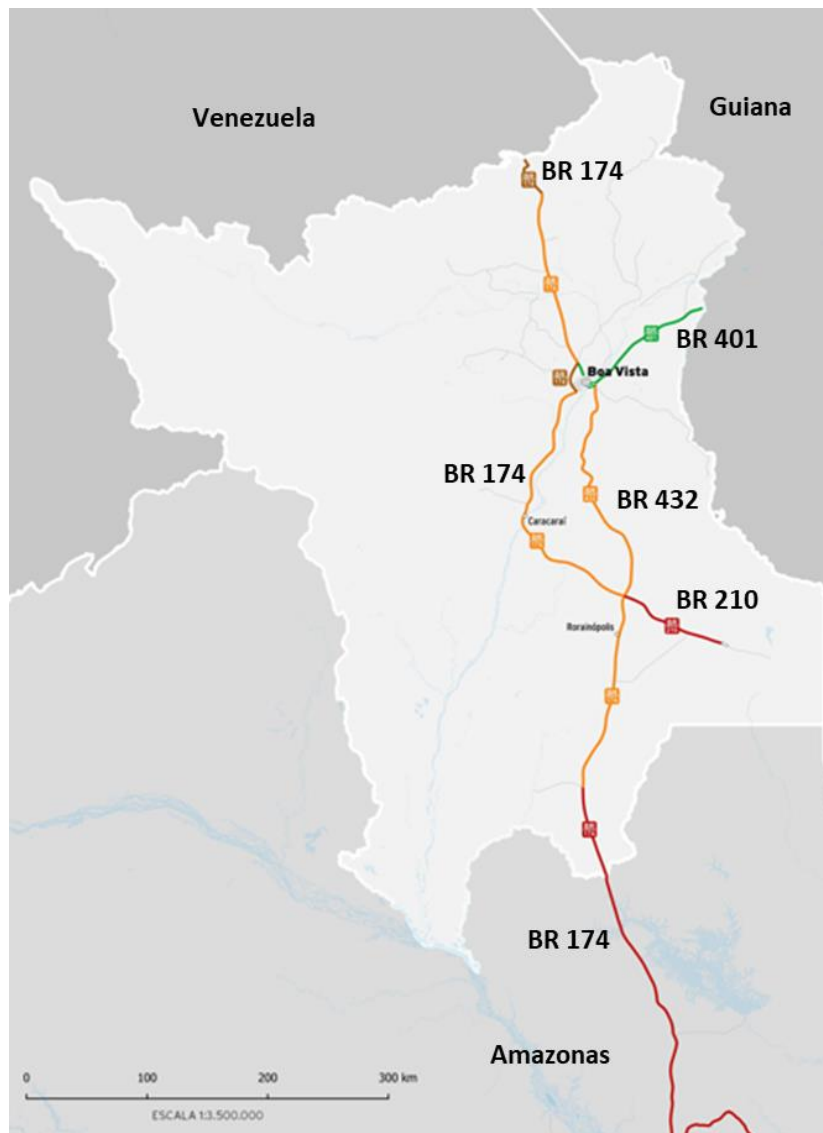 Venezuela
Guiana
BR 174
BR 401
Boa Vista
BR 174
BR 432
Caracaraí
BR 210
Rorainópolis
BR 174
Amazonas
0 100 200 300 km
ESCALA 1:3.500.000